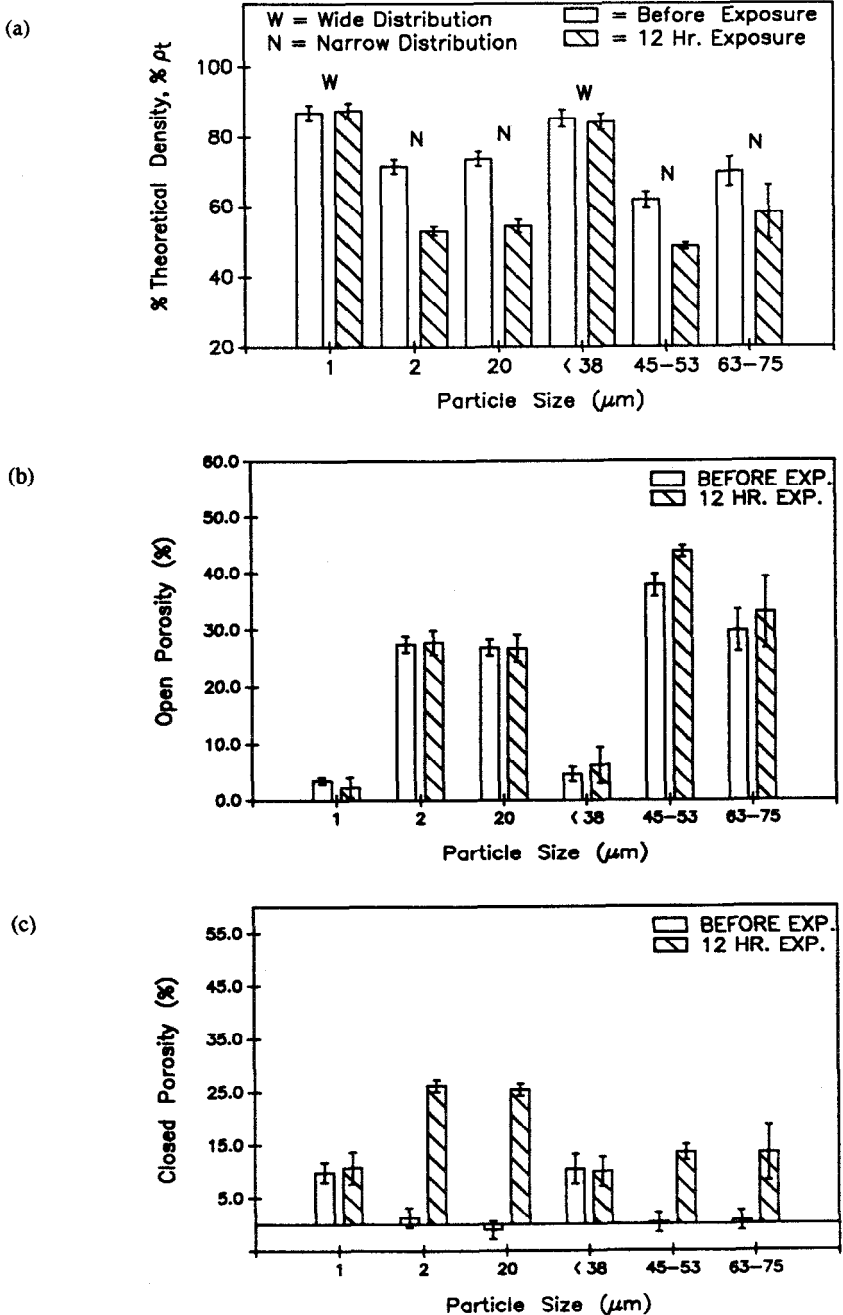 (a)
W = Wide Distribution
N = Narrow Distribution
= Before Exposure
= 12 Hr. Exposure
% Theoretical Density, % ρt
100
80
60
40
20
W
N
N
W
N
N
1 2 20 <38 45-53 63-75
Particle Size (μm)
(b)
BEFORE EXP.
12 HR. EXP.
Open Porosity (%)
60.0
50.0
40.0
30.0
20.0
10.0
0.0
1 2 20 <38 45-53 63-75
Particle Size (μm)
(c)
BEFORE EXP.
12 HR. EXP.
Closed Porosity (%)
55.0
45.0
35.0
25.0
15.0
5.0
1 2 20 <38 45-53 63-75
Particle Size (μm)